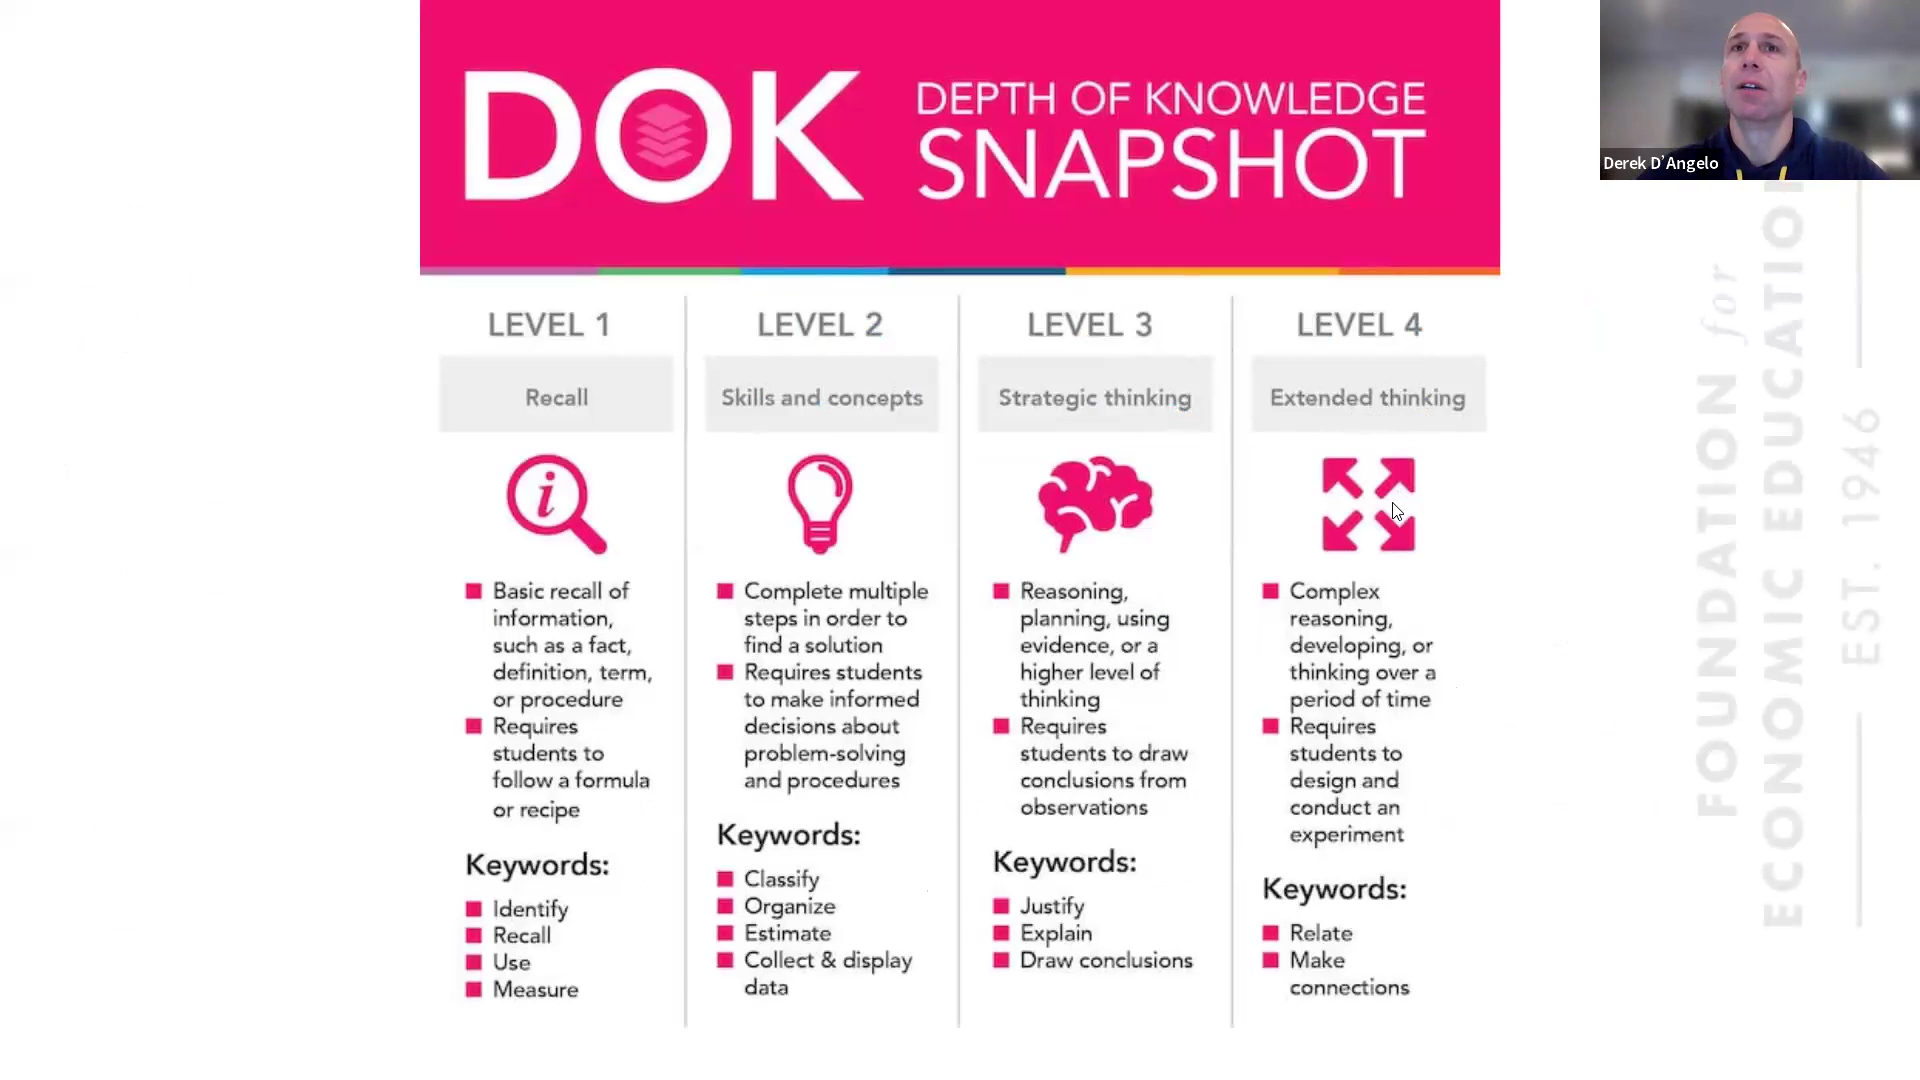 DOK
DEPTH OF KNOWLEDGE
SNAPSHOT
Derek D'Angelo
LEVEL 1
Recall
i
Basic recall of
information,
such as a fact,
definition, term,
or procedure
Requires
students to
follow a formula
or recipe
Keywords:
Identify
Recall
Use
Measure
LEVEL 2
Skills and concepts
Complete multiple
steps in order to
find a solution
Requires students
to make informed
decisions about
problem-solving
and procedures
Keywords:
Classify
Organize
Estimate
Collect & display
data
LEVEL 3
Strategic thinking
Reasoning,
planning, using
evidence, or a
higher level of
thinking
Requires
students to draw
conclusions from
observations
Keywords:
Justify
Explain
Draw conclusions
LEVEL 4
Extended thinking
Complex
reasoning,
developing, or
thinking over a
period of time
Requires
students to
design and
conduct an
experiment
Keywords:
Relate
Make
connections
FOUNDATION for
ECONOMIC EDUCATION
EST. 1946